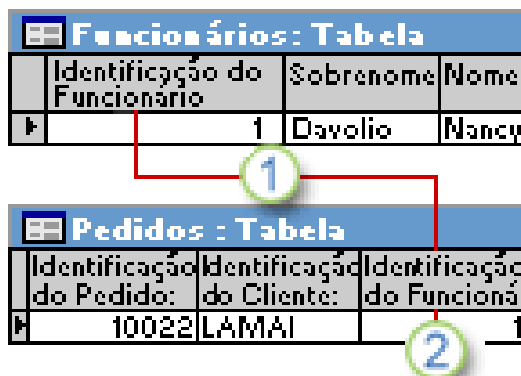 Funcionários: Tabela
Identificação do Funcionário Sobrenome Nome
1 Davolio Nancy
1
Pedidos : Tabela
Identificação Identificação Identificação
do Pedido: do Cliente: do Funcioná
10022 LAMAI 1
2